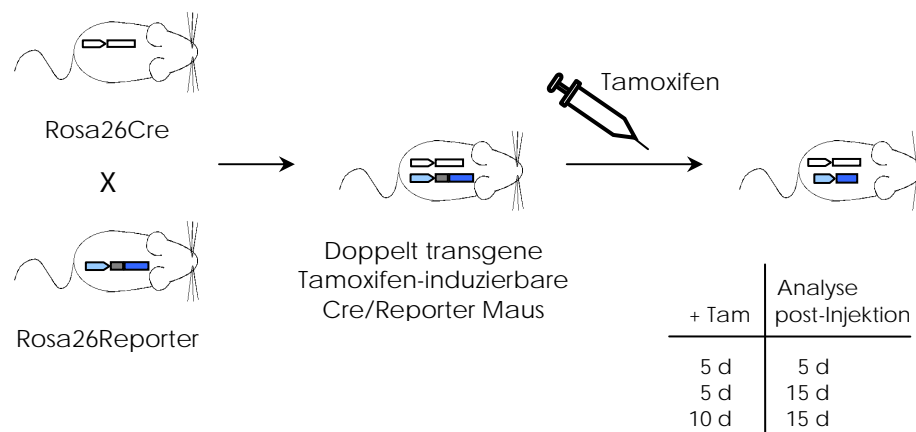 Rosa26Cre
X
Rosa26Reporter
Doppelt transgene
Tamoxifen-induzierbare
Cre/Reporter Maus
Tamoxifen
Analyse
+ Tam post-Injektion
5 d 5 d
5 d 15 d
10 d 15 d